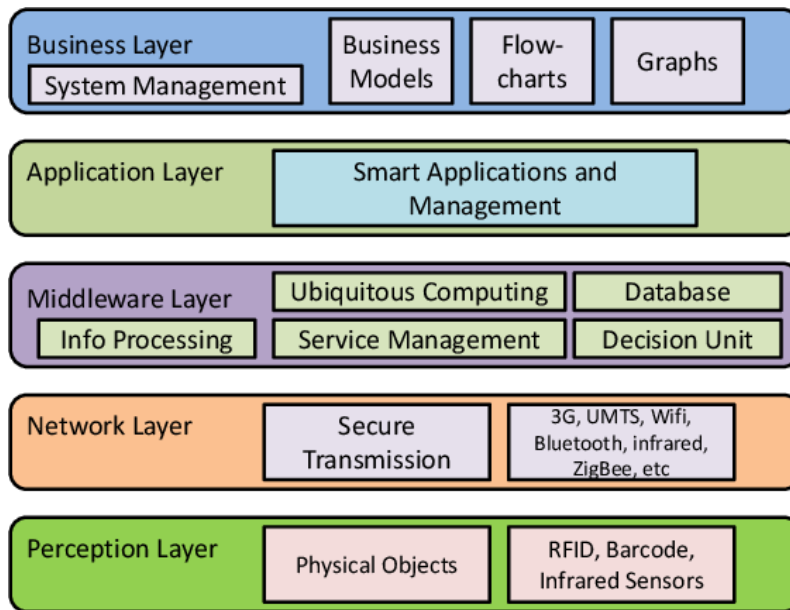 Business Layer
System Management
Business
Models
Flow-
charts
Graphs
Application Layer
Smart Applications and
Management
Middleware Layer
Info Processing
Ubiquitous Computing
Database
Service Management
Decision Unit
Network Layer
Secure
Transmission
3G, UMTS, Wifi,
Bluetooth, infrared,
ZigBee, etc
Perception Layer
Physical Objects
RFID, Barcode,
Infrared Sensors